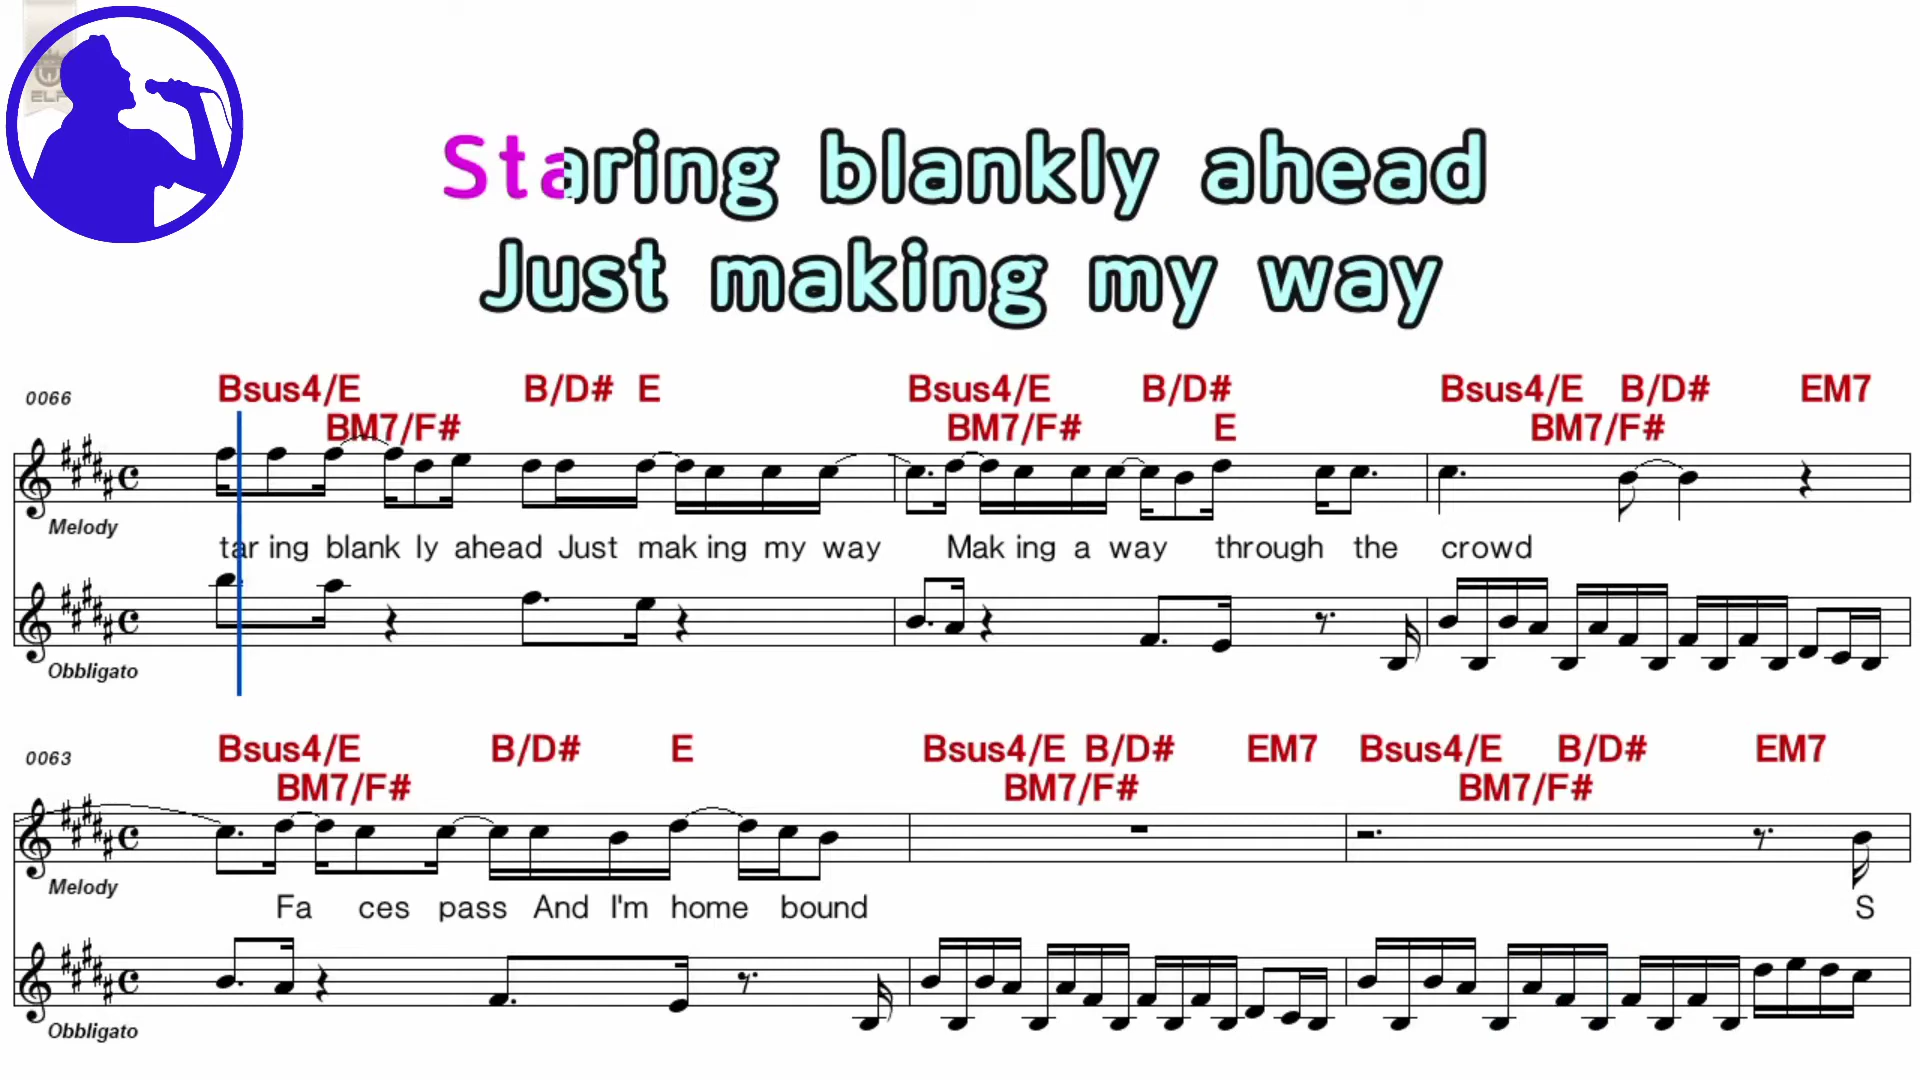 ELF
Staring blankly ahead
Just making my way
0066
Bsus4/E B/D# E Bsus4/E B/D# Bsus4/E B/D# EM7
BM7/F# BM7/F# E BM7/F#
Melody
tar ing blank ly ahead Just mak ing my way Mak ing a way through the crowd
Obbligato
0063
Bsus4/E B/D# E Bsus4/E B/D# EM7 Bsus4/E B/D# EM7
BM7/F# BM7/F# BM7/F#
Melody
Fa ces pass And I'm home bound S
Obbligato